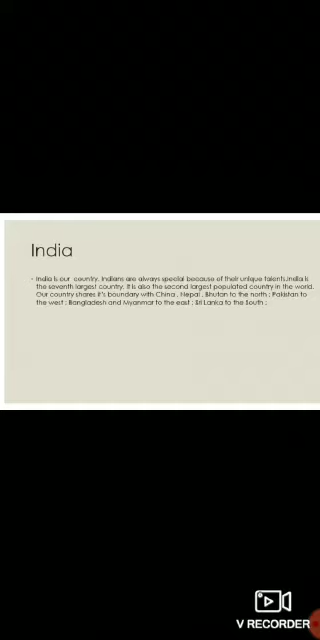 India
India is our country. Indians are always special because of their unique talents.India is
the seventh largest country. It is also the second largest populated country in the world.
Our country shares it's boundary with China , Nepal , Bhutan to the north ; Pakistan to
the west ; Bangladesh and Myanmar to the east ; Sri Lanka to the South ;
V RECORDER